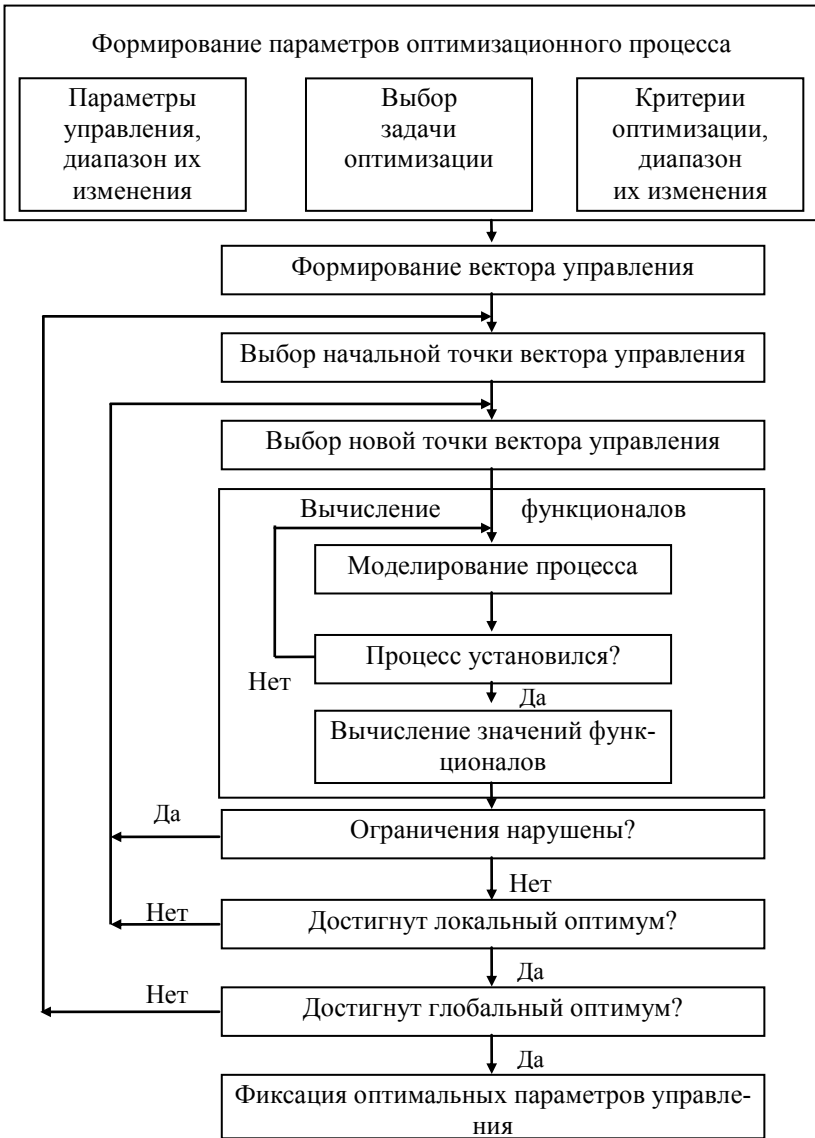 Формирование параметров оптимизационного процесса
Параметры
управления,
диапазон их
изменения
Выбор
задачи
оптимизации
Критерии
оптимизации,
диапазон
их изменения
Формирование вектора управления
Выбор начальной точки вектора управления
Выбор новой точки вектора управления
Вычисление функционалов
Моделирование процесса
Процесс установился?
Нет
Да
Вычисление значений функ-
ционалов
Да
Ограничения нарушены?
Нет
Нет
Достигнут локальный оптимум?
Да
Нет
Достигнут глобальный оптимум?
Да
Фиксация оптимальных параметров управле-
ния